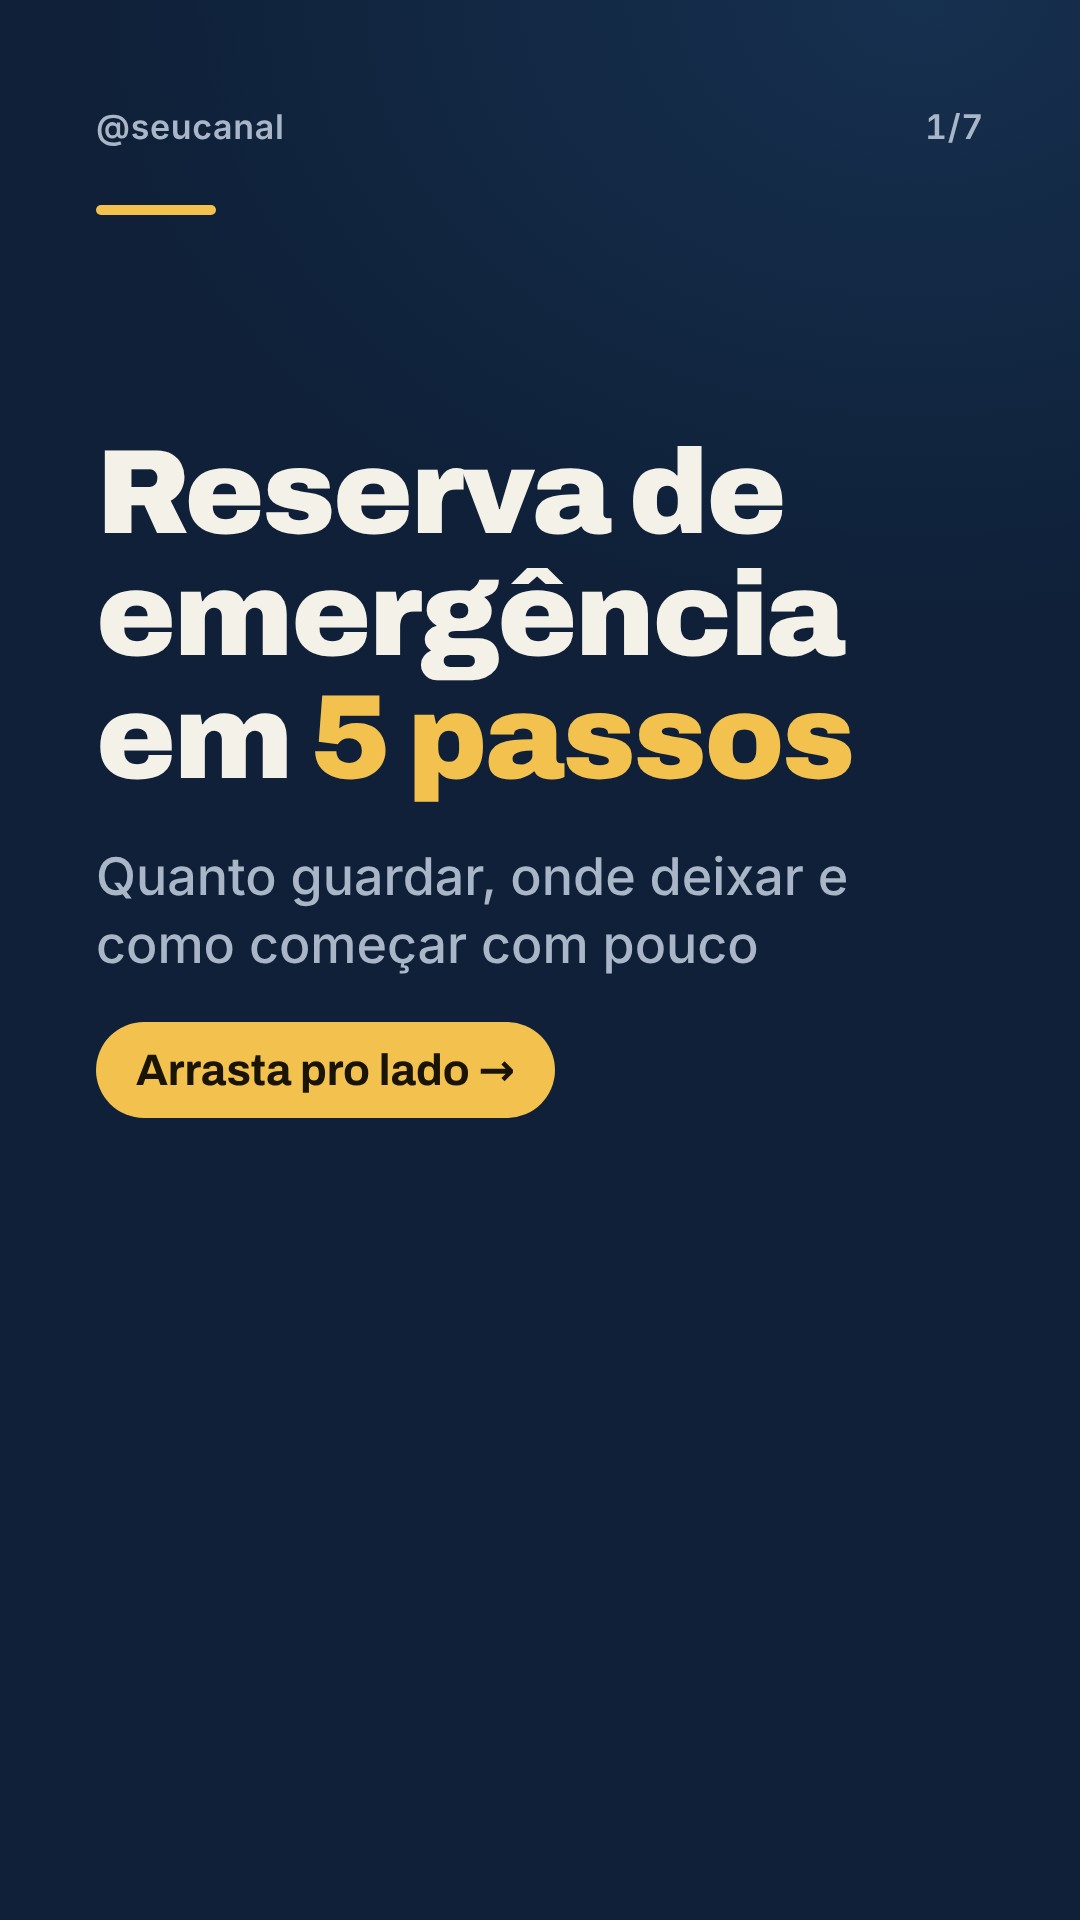 @seucanal
1/7
Reserva de
emergência
em 5 passos
Quanto guardar, onde deixar e
como começar com pouco
Arrasta pro lado →